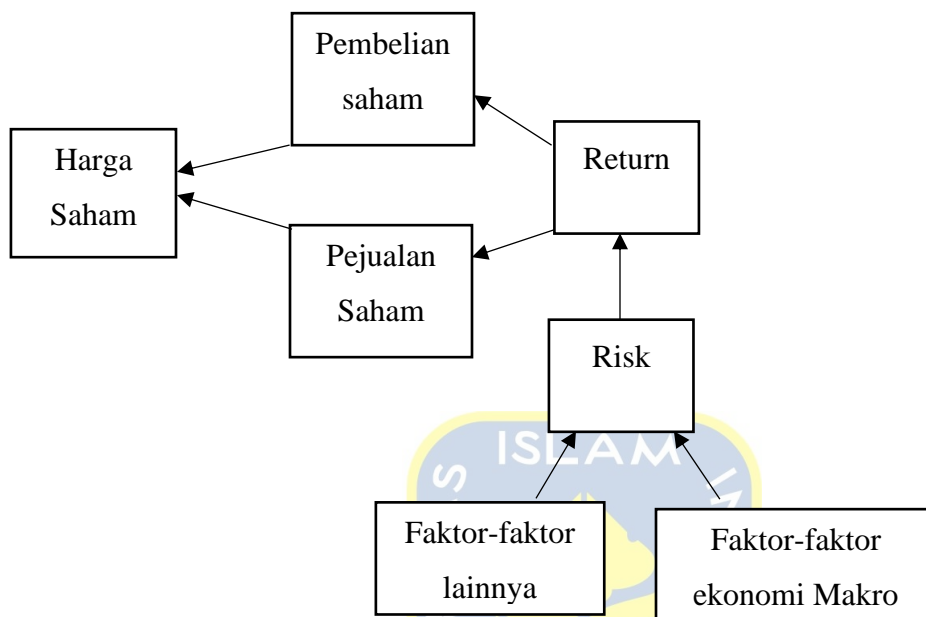 Pembelian
saham
Harga
Saham
Return
Pejualan
Saham
Risk
ISLAM
Faktor-faktor
lainnya
Faktor-faktor
ekonomi Makro